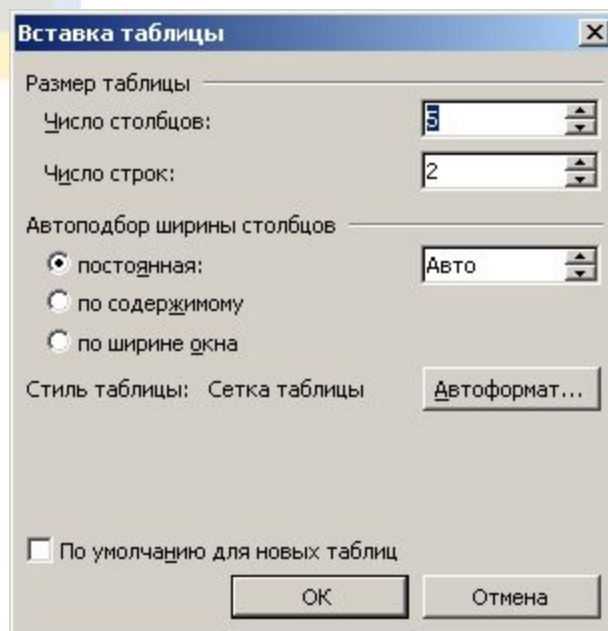 Вставка таблицы
Размер таблицы
Число столбцов: 5
Число строк: 2
Автоподбор ширины столбцов
постоянная: Авто
по содержимому
по ширине окна
Стиль таблицы: Сетка таблицы Автоформат...
По умолчанию для новых таблиц
ОК Отмена